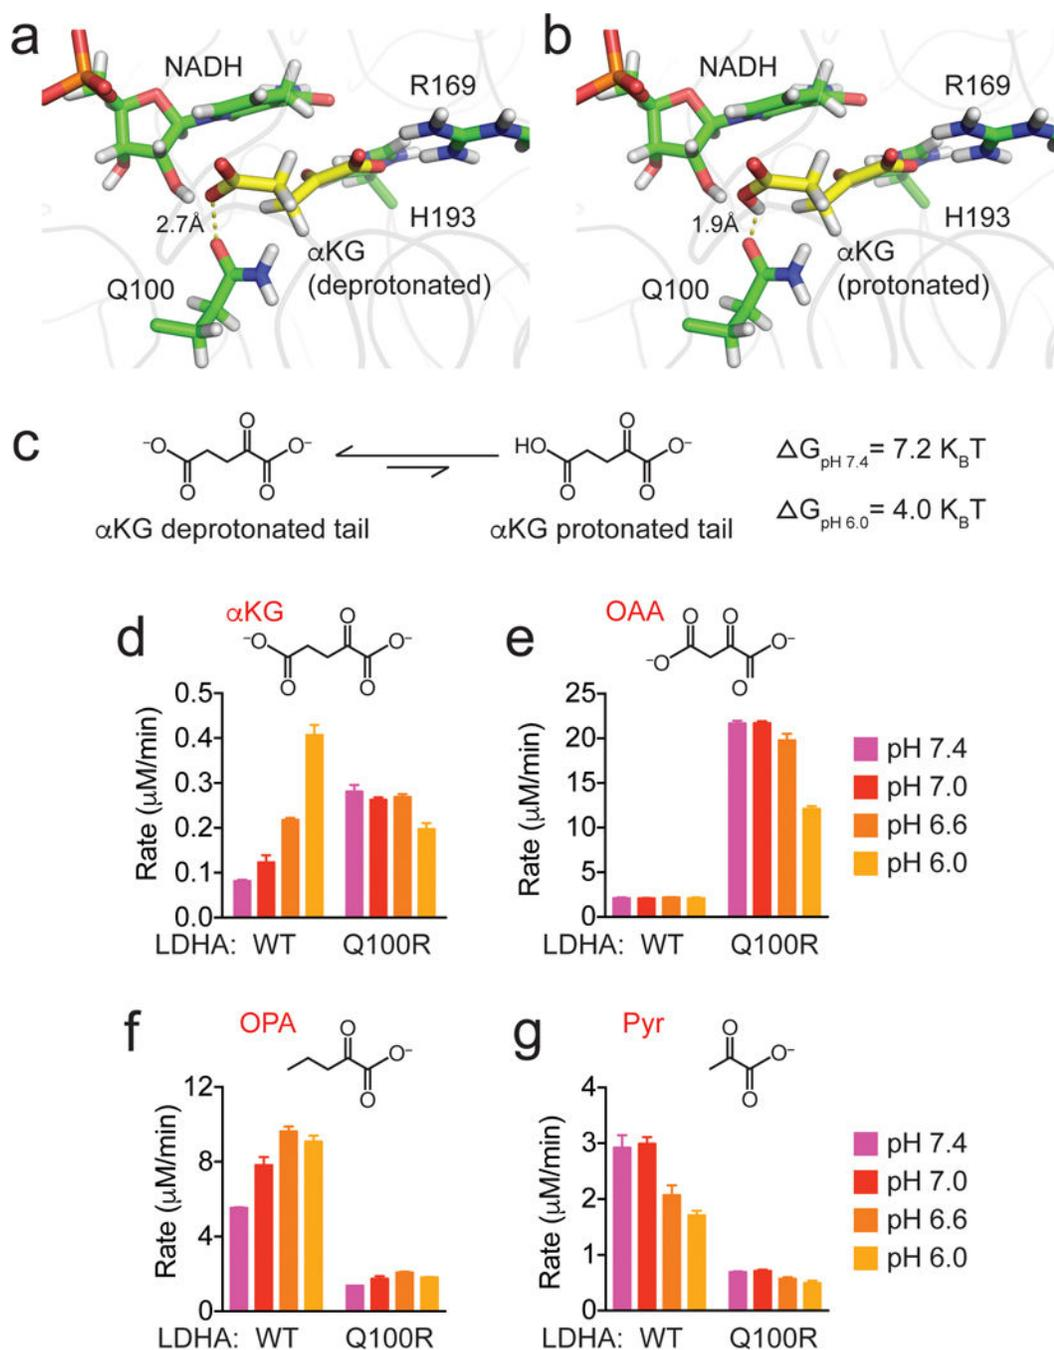 a
NADH
R169
2.7Å
H193
αKG
(deprotonated)
Q100
b
NADH
R169
1.9Å
H193
αKG
(protonated)
Q100
c
⁻O
O
O⁻
O
O
αKG deprotonated tail
HO
O
O⁻
O
O
αKG protonated tail
△G_pH 7.4 = 7.2 K_BT
△G_pH 6.0 = 4.0 K_BT
d
αKG
O
⁻O
O⁻
O
O
Rate (μM/min)
0.5
0.4
0.3
0.2
0.1
0.0
LDHA: WT Q100R
e
OAA
O O
⁻O
O⁻
O
Rate (μM/min)
25
20
15
10
5
0
LDHA: WT Q100R
pH 7.4
pH 7.0
pH 6.6
pH 6.0
f
OPA
O
O⁻
O
Rate (μM/min)
12
8
4
0
LDHA: WT Q100R
g
Pyr
O
O⁻
O
Rate (μM/min)
4
3
2
1
0
LDHA: WT Q100R
pH 7.4
pH 7.0
pH 6.6
pH 6.0